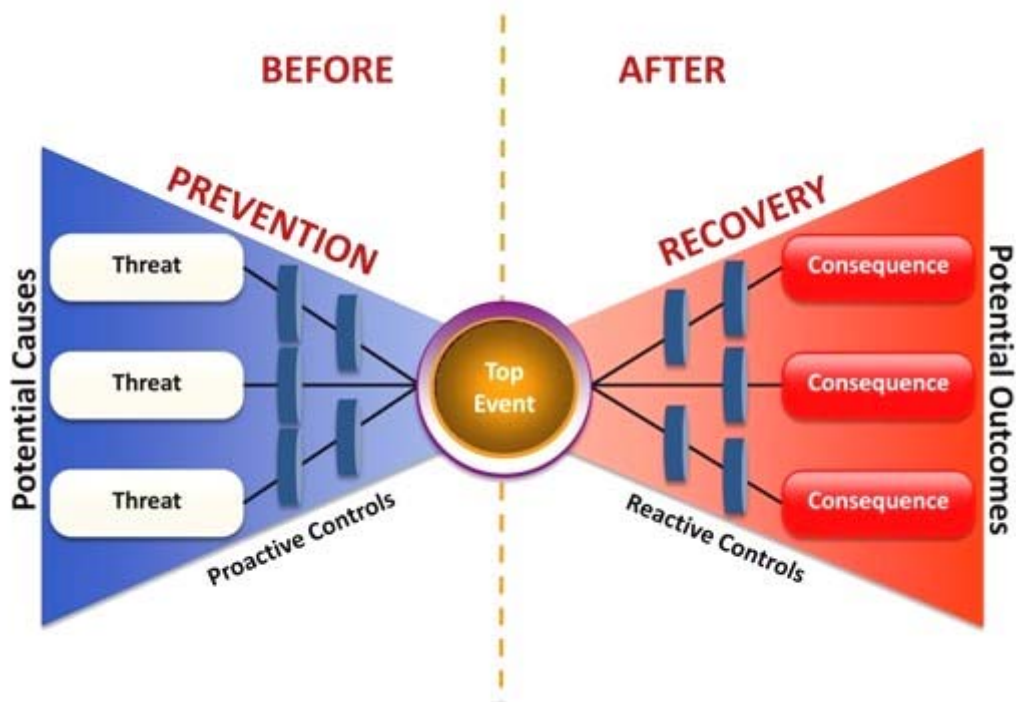 BEFORE
AFTER
PREVENTION
RECOVERY
Potential Causes
Threat
Threat
Threat
Proactive Controls
Top
Event
Consequence
Consequence
Consequence
Reactive Controls
Potential Outcomes